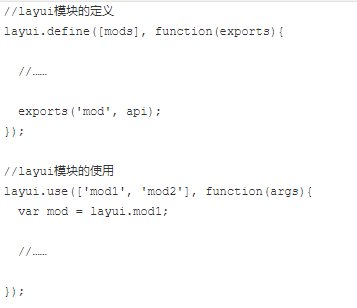 //layui模块的定义
layui.define([mods], function(exports){
//……
exports('mod', api);
});
//layui模块的使用
layui.use(['mod1', 'mod2'], function(args){
var mod = layui.mod1;
//……
});